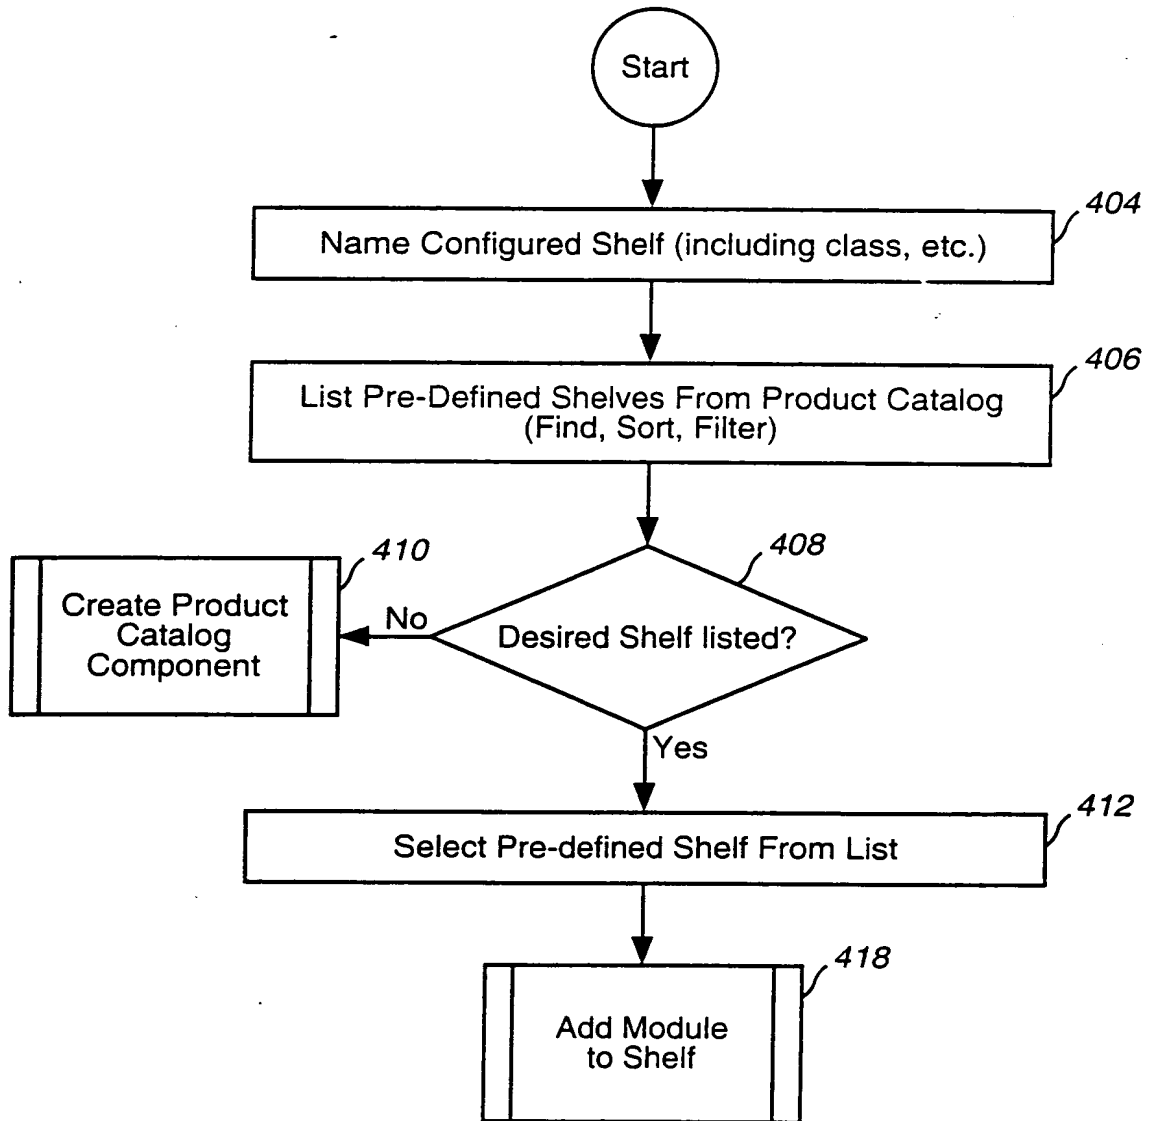 Start
404
Name Configured Shelf (including class, etc.)
406
List Pre-Defined Shelves From Product Catalog
(Find, Sort, Filter)
408
410
Create Product
Catalog
Component
No
Desired Shelf listed?
Yes
412
Select Pre-defined Shelf From List
418
Add Module
to Shelf